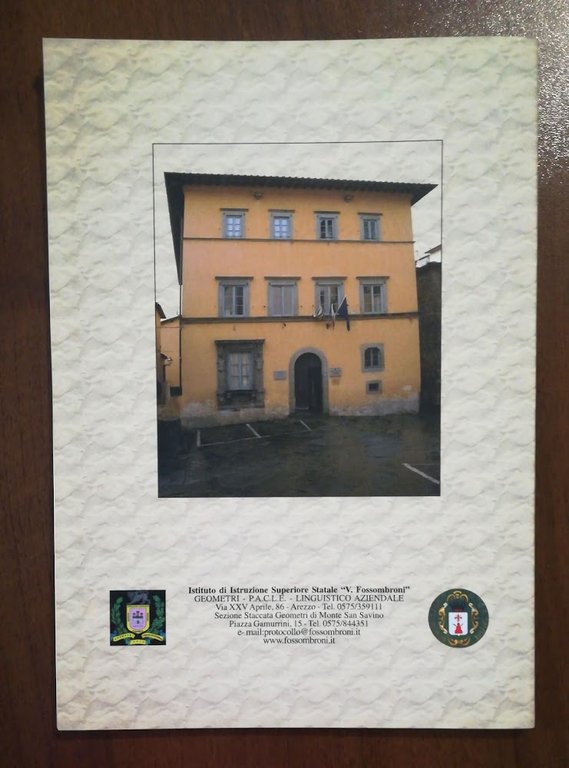 Istituto di Istruzione Superiore Statale "V. Fossombroni"
GEOMETRI - P.A.C.L.E. - LINGUISTICO AZIENDALE
Via XXV Aprile, 86 - Arezzo - Tel. 0575/359111
Sezione Staccata Geometri di Monte San Savino
Piazza Gamurrini, 15 - Tel. 0575/844351
e-mail:protocollo@fossombroni.it
www.fossombroni.it